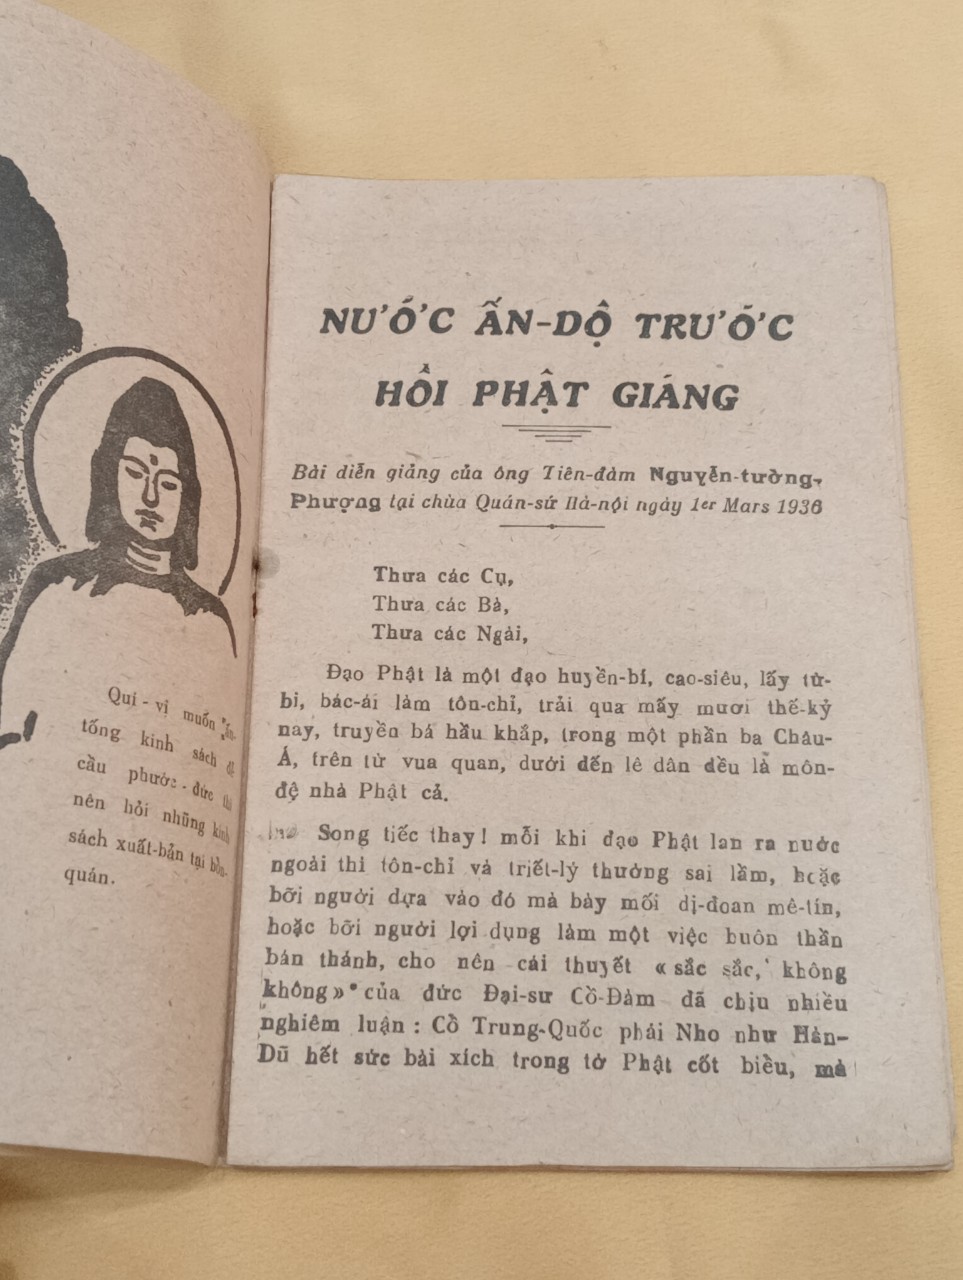 Qui - vị muốn "ấn-
tống kinh sách để
cầu phước - đức thì
nên hỏi những kinh
sách xuất-bản tại bồn-
quán.
NƯỚC ẤN-DỘ TRƯỚC
HỒI PHẬT GIÁNG
Bài diễn giảng của ông Tiên-đàm Nguyễn-tường-
Phượng tại chùa Quán-sứ Hà-nội ngày 1er Mars 1936
Thưa các Cụ,
Thưa các Bà,
Thưa các Ngài,
Đạo Phật là một đạo huyền-bí, cao-siêu, lấy từ-
bi, bác-ái làm tôn-chỉ, trải qua mấy mươi thế-kỷ
nay, truyền bá hầu khắp, trong một phần ba Châu-
Á, trên từ vua quan, dưới đến lê dân đều là môn-
đệ nhà Phật cả.
Song tiếc thay! mỗi khi đạo Phật lan ra nước
ngoài thì tôn-chỉ và triết-lý thường sai lầm, hoặc
bỡi người dựa vào đó mà bày mối dị-đoan mê-tín,
hoặc bỡi người lợi dụng làm một việc buôn thần
bán thánh, cho nên cái thuyết « sắc sắc, không
không » của đức Đại-sư Cồ-Đàm đã chịu nhiều
nghiêm luận : Cồ Trung-Quốc phái Nho như Hàn-
Dũ hết sức bài xích trong tờ Phật cốt biều, mà